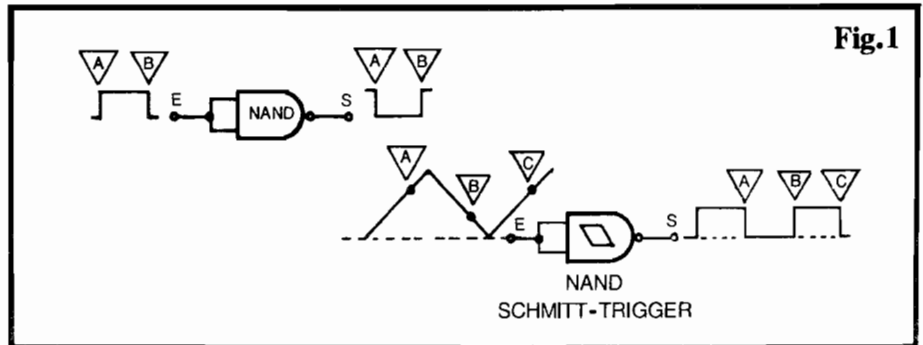 Fig.1
A B A B
E NAND S
A B C A B C
E S
NAND
SCHMITT-TRIGGER